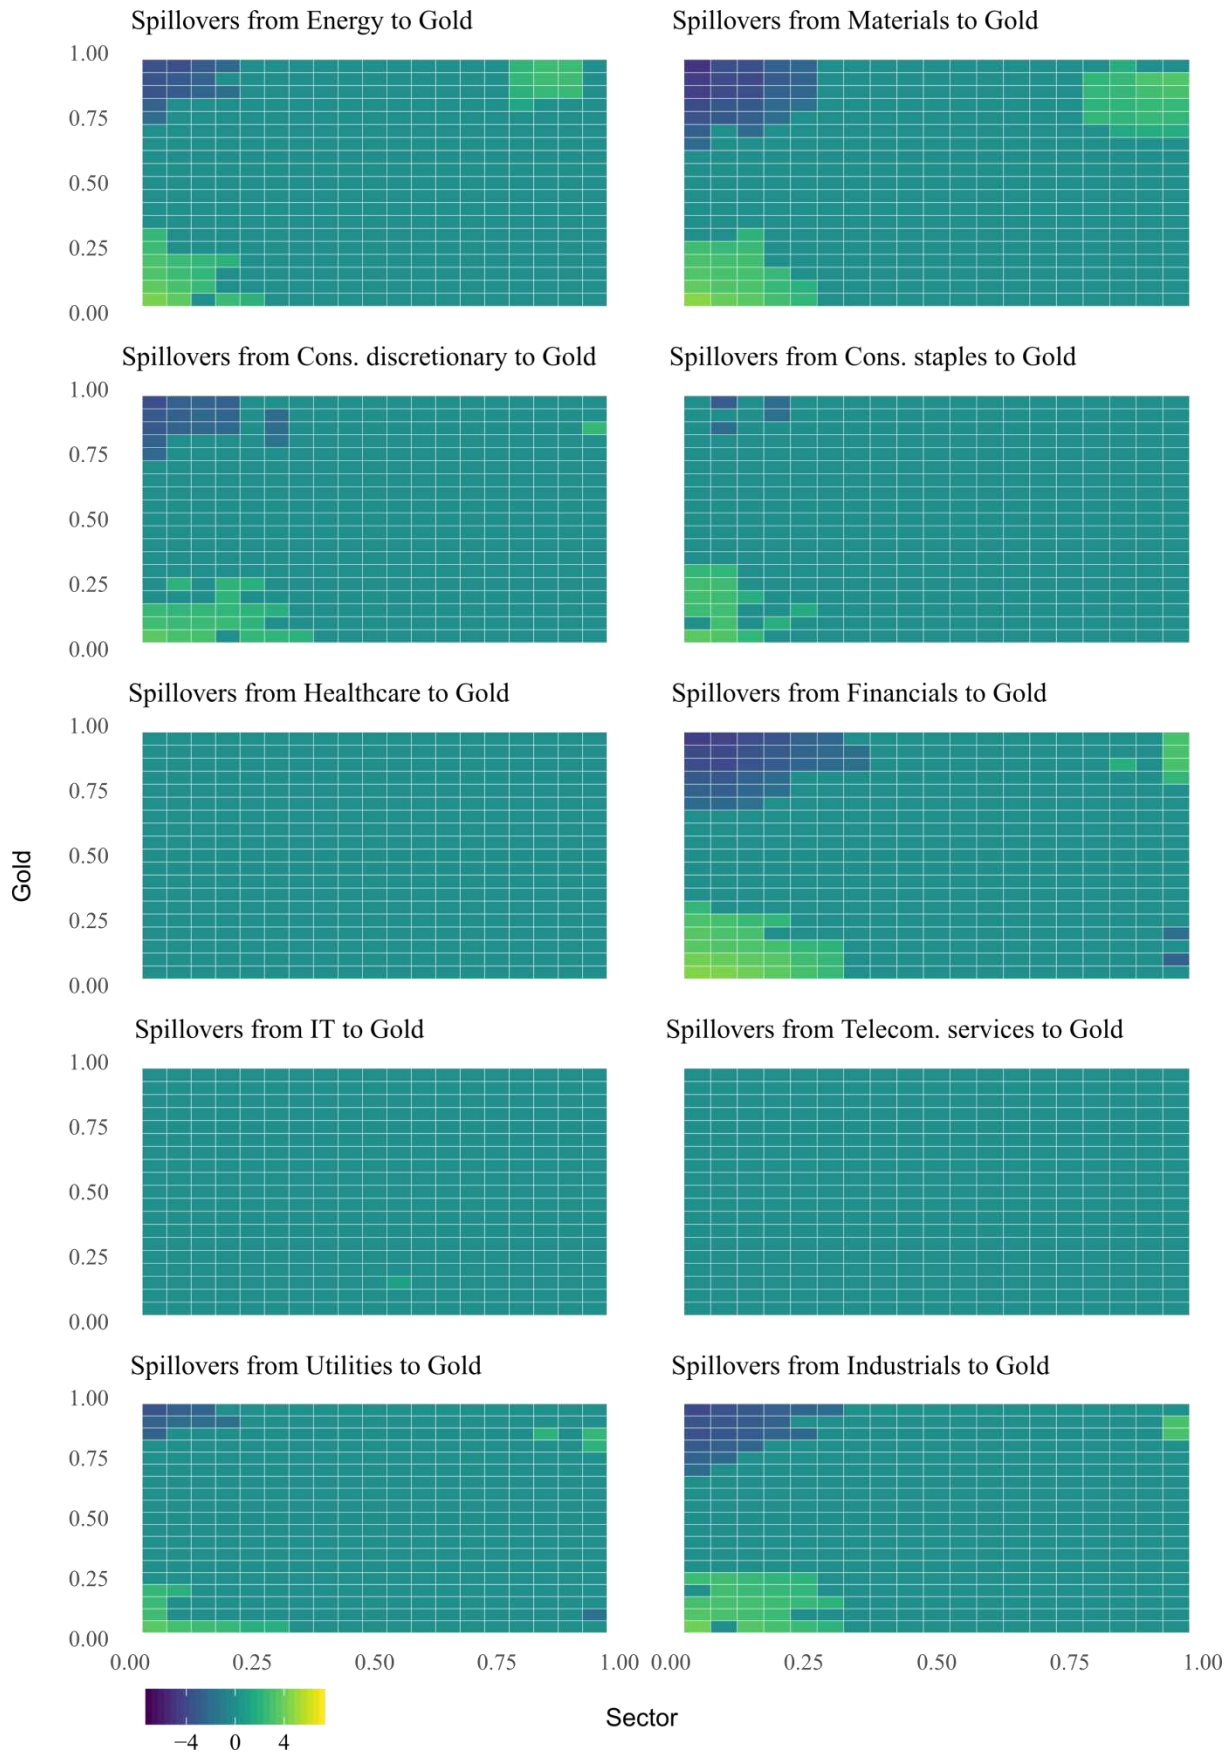 Spillovers from Energy to Gold
Spillovers from Materials to Gold
1.00
0.75
0.50
0.25
0.00
Spillovers from Cons. discretionary to Gold
Spillovers from Cons. staples to Gold
1.00
0.75
0.50
0.25
0.00
Spillovers from Healthcare to Gold
Spillovers from Financials to Gold
1.00
0.75
0.50
0.25
0.00
Gold
Spillovers from IT to Gold
Spillovers from Telecom. services to Gold
1.00
0.75
0.50
0.25
0.00
Spillovers from Utilities to Gold
Spillovers from Industrials to Gold
1.00
0.75
0.50
0.25
0.00
0.00 0.25 0.50 0.75 1.00
0.00 0.25 0.50 0.75 1.00
Sector
−4 0 4